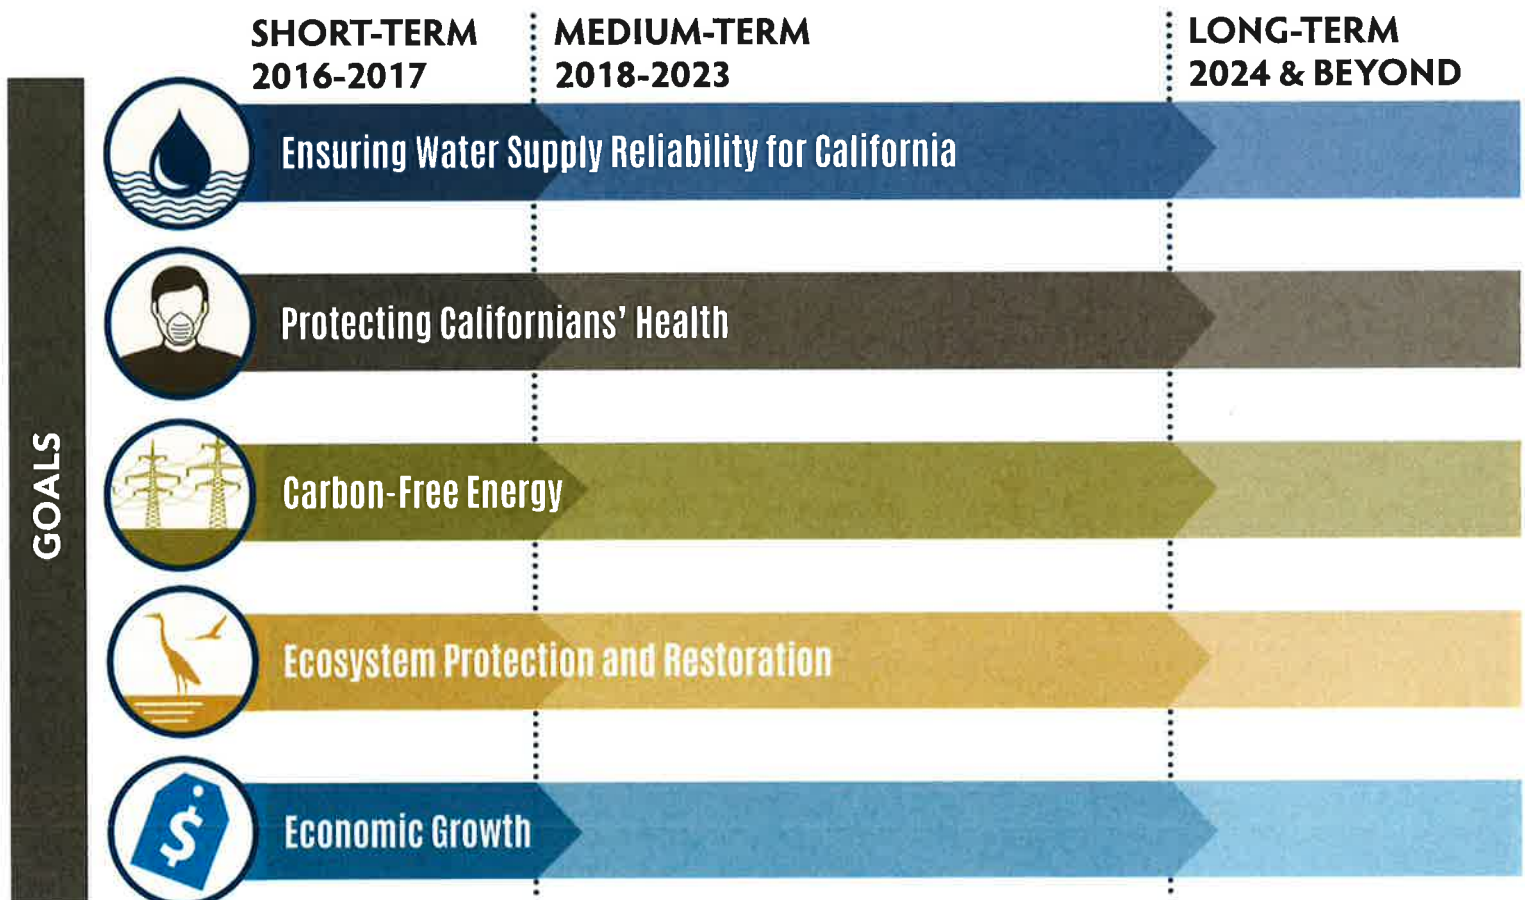 SHORT-TERM
2016-2017
MEDIUM-TERM
2018-2023
LONG-TERM
2024 & BEYOND
GOALS
Ensuring Water Supply Reliability for California
Protecting Californians’ Health
Carbon-Free Energy
Ecosystem Protection and Restoration
$
Economic Growth